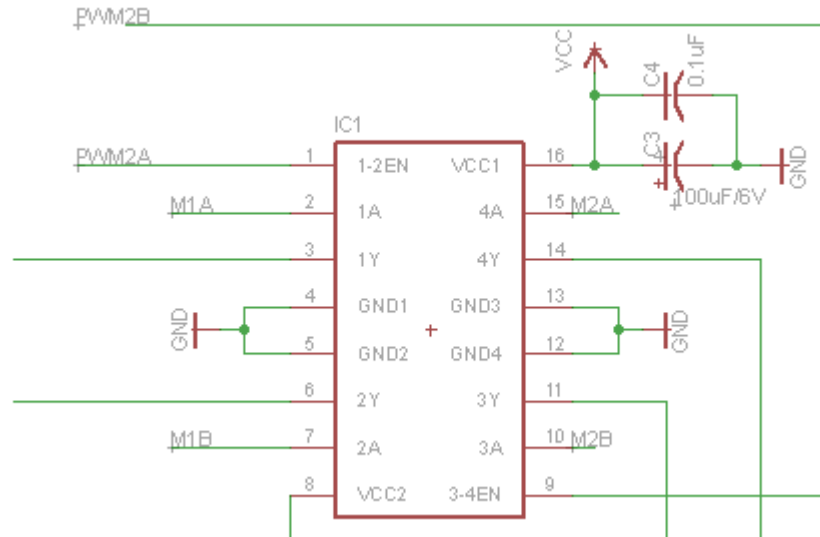 PWM2B
VCC
C4
0.1uF
IC1
PWM2A
1
1-2EN
VCC1
16
C3
GND
100uF/6V
M1A
2
1A
4A
15
M2A
3
1Y
4Y
14
GND
4
GND1
GND3
13
GND
5
GND2
GND4
12
6
2Y
3Y
11
M1B
7
2A
3A
10
M2B
8
VCC2
3-4EN
9